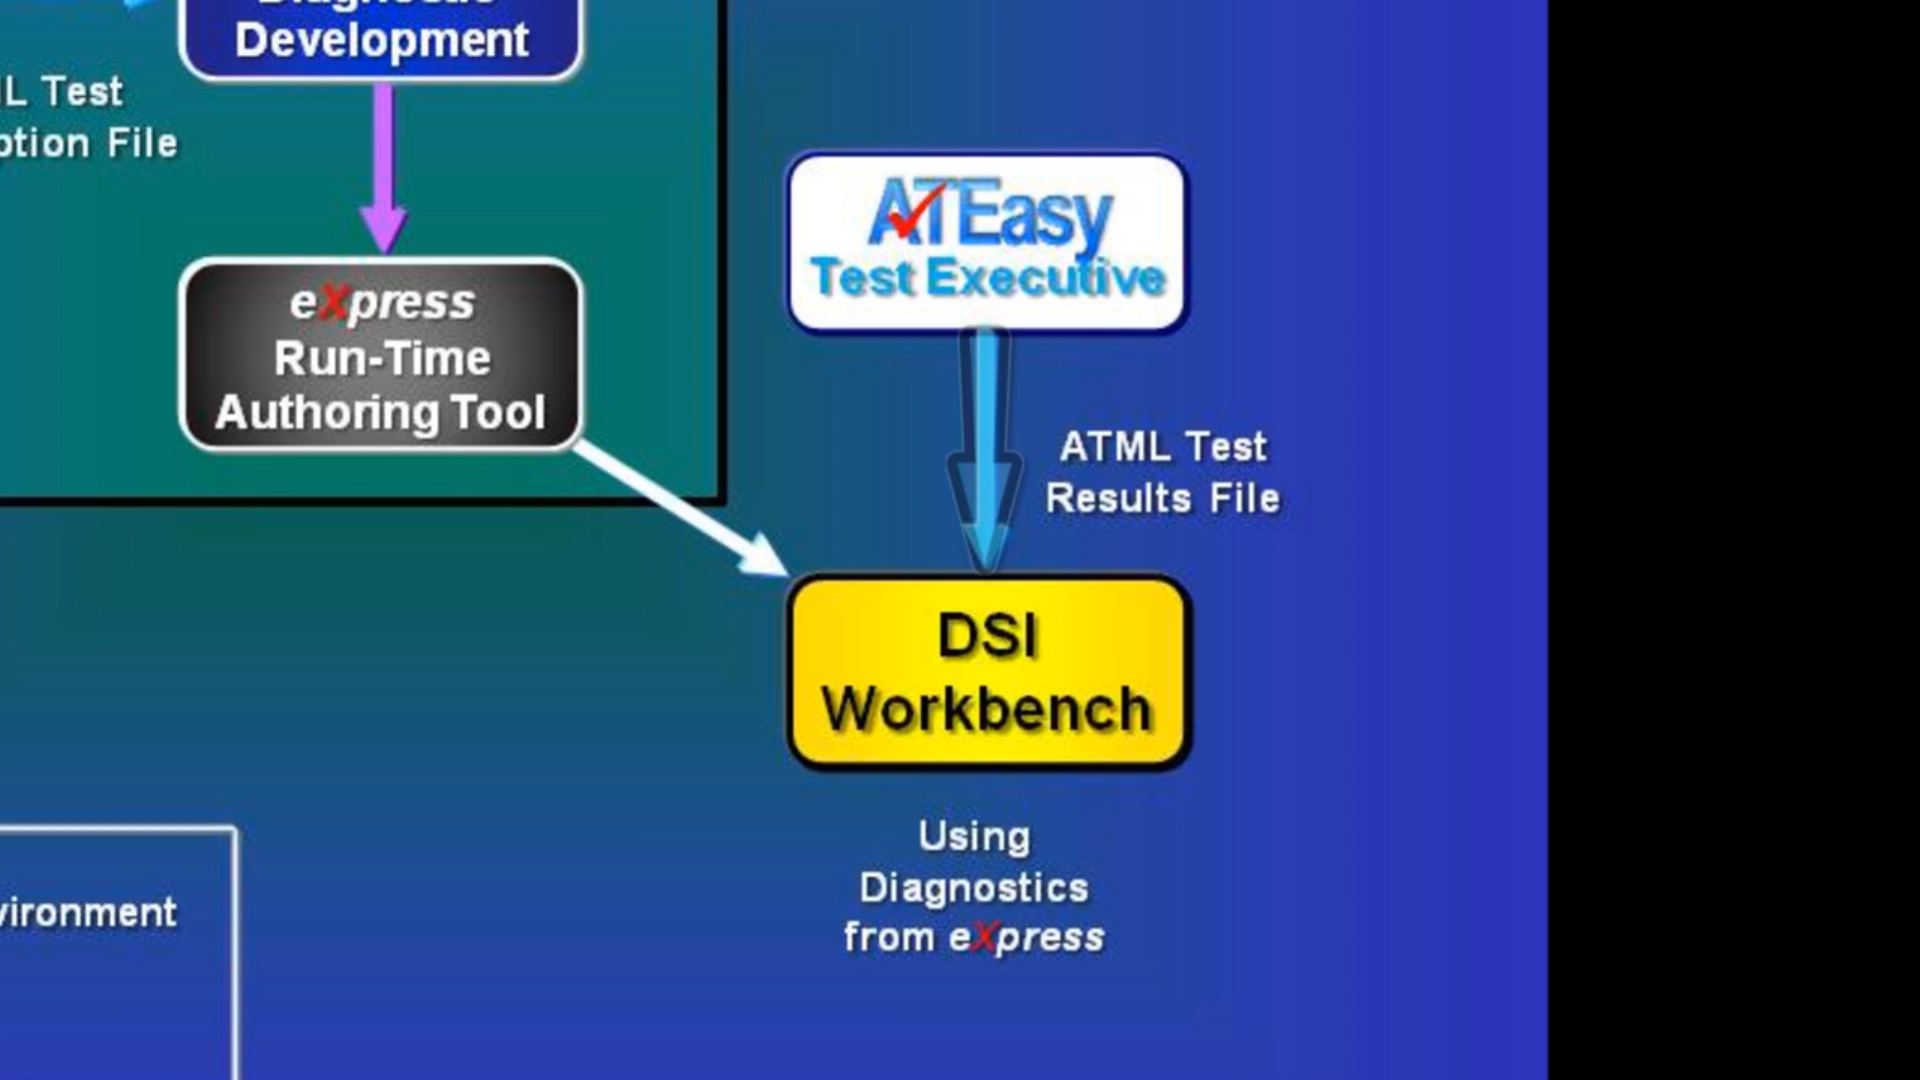 Development
L Test
ption File
ATEasy
Test Executive
eXpress
Run-Time
Authoring Tool
ATML Test
Results File
DSI
Workbench
Using
Diagnostics
from eXpress
vironment